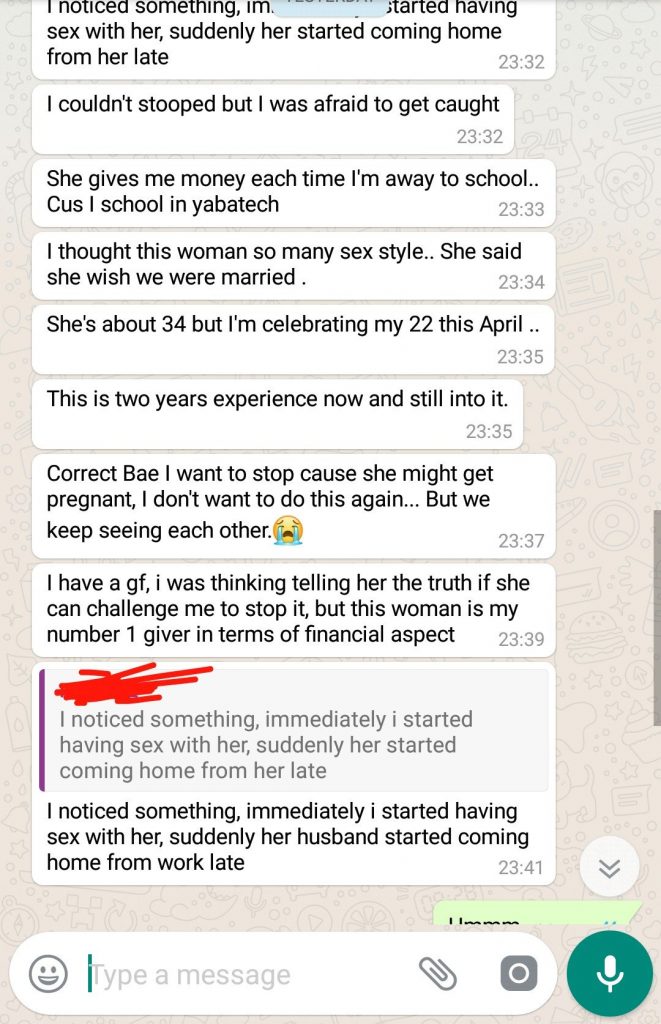 YESTERDAY
I noticed something, im started having
sex with her, suddenly her started coming home
from her late
23:32
I couldn't stooped but I was afraid to get caught
23:32
She gives me money each time I'm away to school..
Cus I school in yabatech
23:33
I thought this woman so many sex style.. She said
she wish we were married .
23:34
She's about 34 but I'm celebrating my 22 this April ..
23:35
This is two years experience now and still into it.
23:35
Correct Bae I want to stop cause she might get
pregnant, I don't want to do this again... But we
keep seeing each other.😭
23:37
I have a gf, i was thinking telling her the truth if she
can challenge me to stop it, but this woman is my
number 1 giver in terms of financial aspect
23:39
I noticed something, immediately i started
having sex with her, suddenly her started
coming home from her late
I noticed something, immediately i started having
sex with her, suddenly her husband started coming
home from work late
23:41
Ummm
Type a message